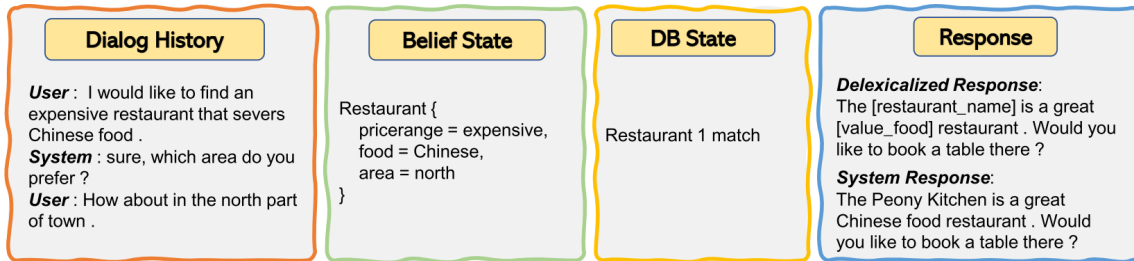 Dialog History
User : I would like to find an
expensive restaurant that severs
Chinese food .
System : sure, which area do you
prefer ?
User : How about in the north part
of town .
Belief State
Restaurant {
pricerange = expensive,
food = Chinese,
area = north
}
DB State
Restaurant 1 match
Response
Delexicalized Response:
The [restaurant_name] is a great
[value_food] restaurant . Would you
like to book a table there ?
System Response:
The Peony Kitchen is a great
Chinese food restaurant . Would
you like to book a table there ?